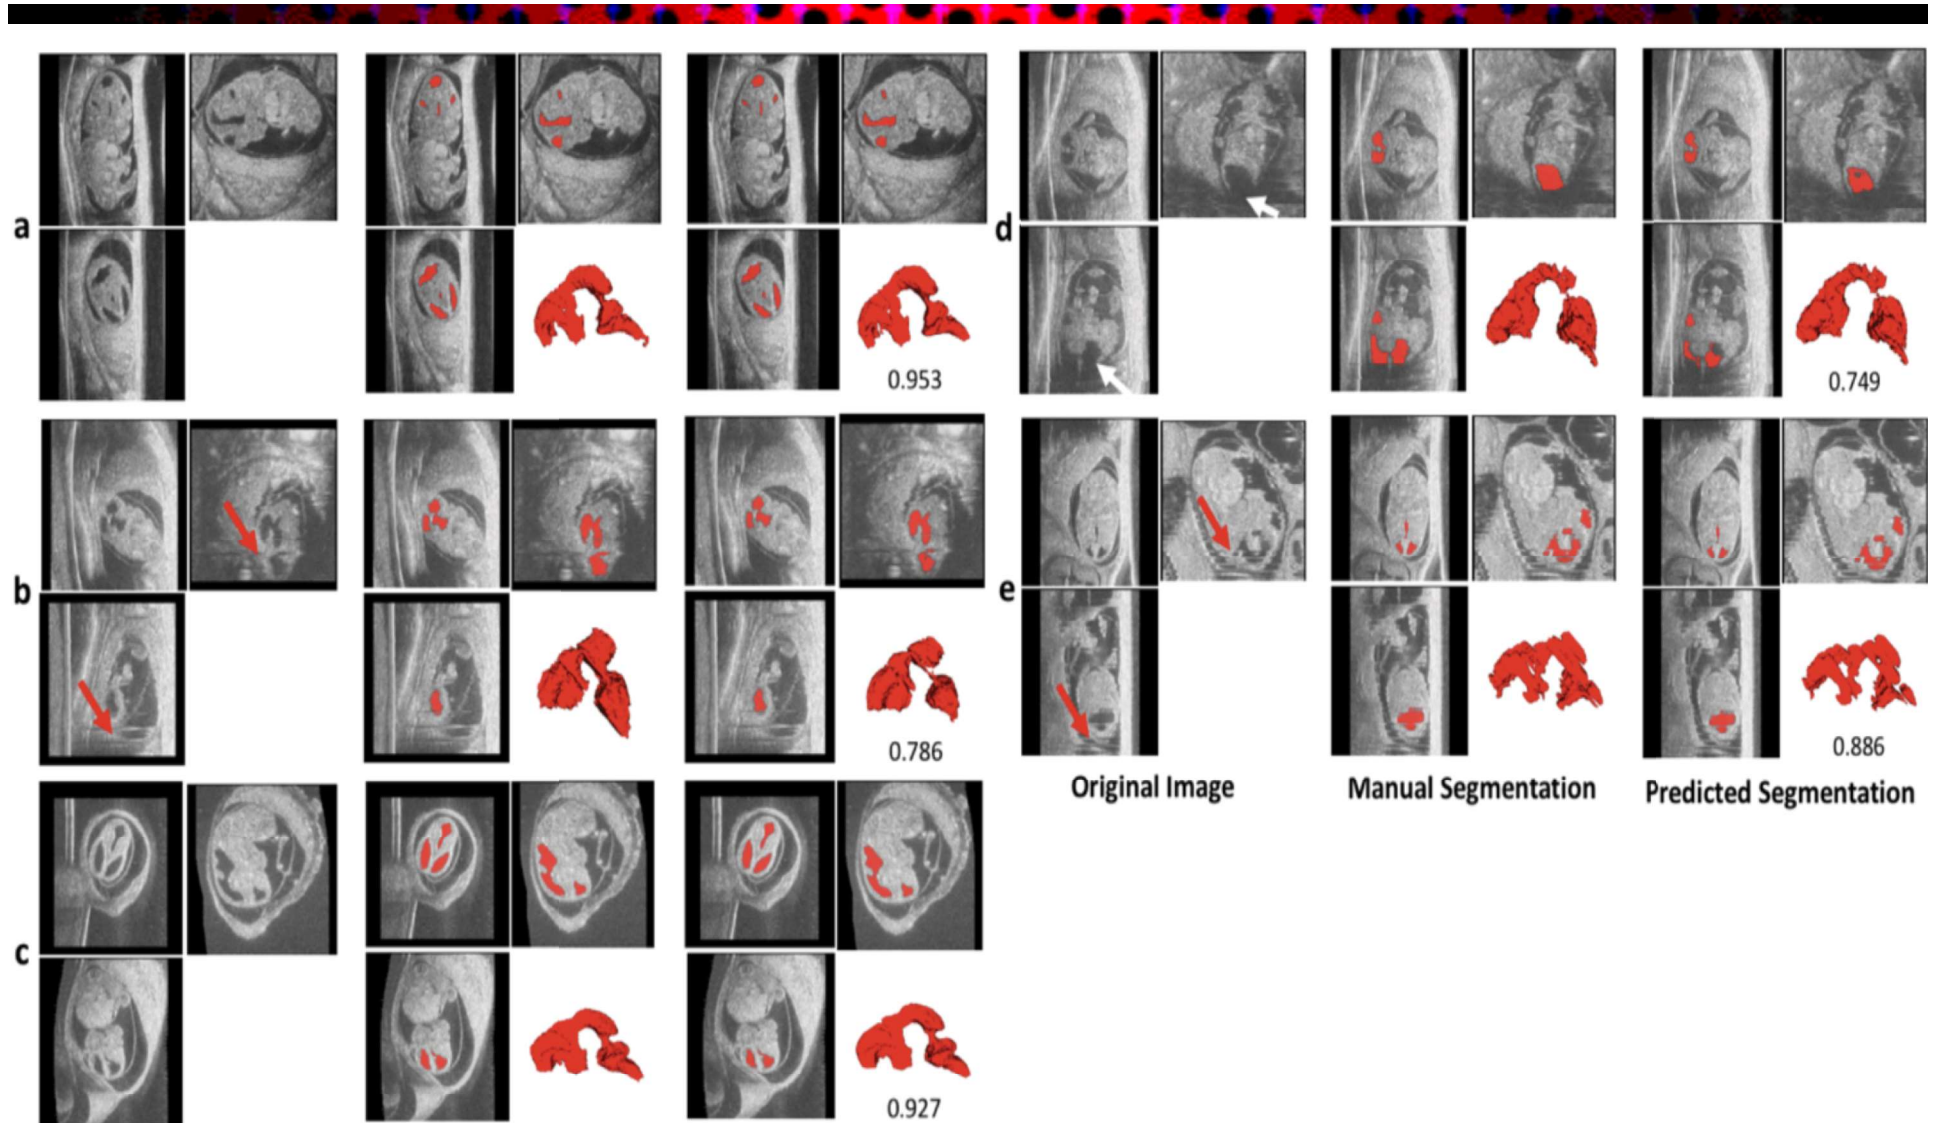 a
0.953
b
0.786
c
0.927
d
0.749
e
0.886
Original Image
Manual Segmentation
Predicted Segmentation